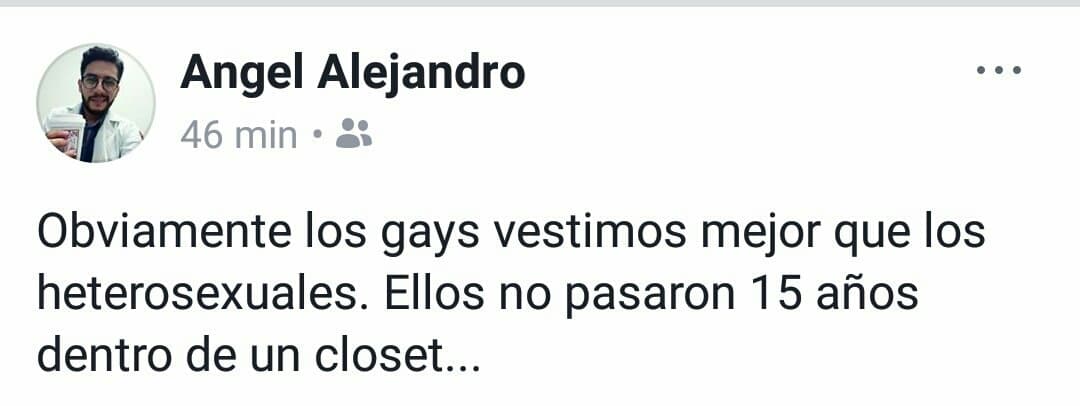 Angel Alejandro
46 min •
Obviamente los gays vestimos mejor que los
heterosexuales. Ellos no pasaron 15 años
dentro de un closet...